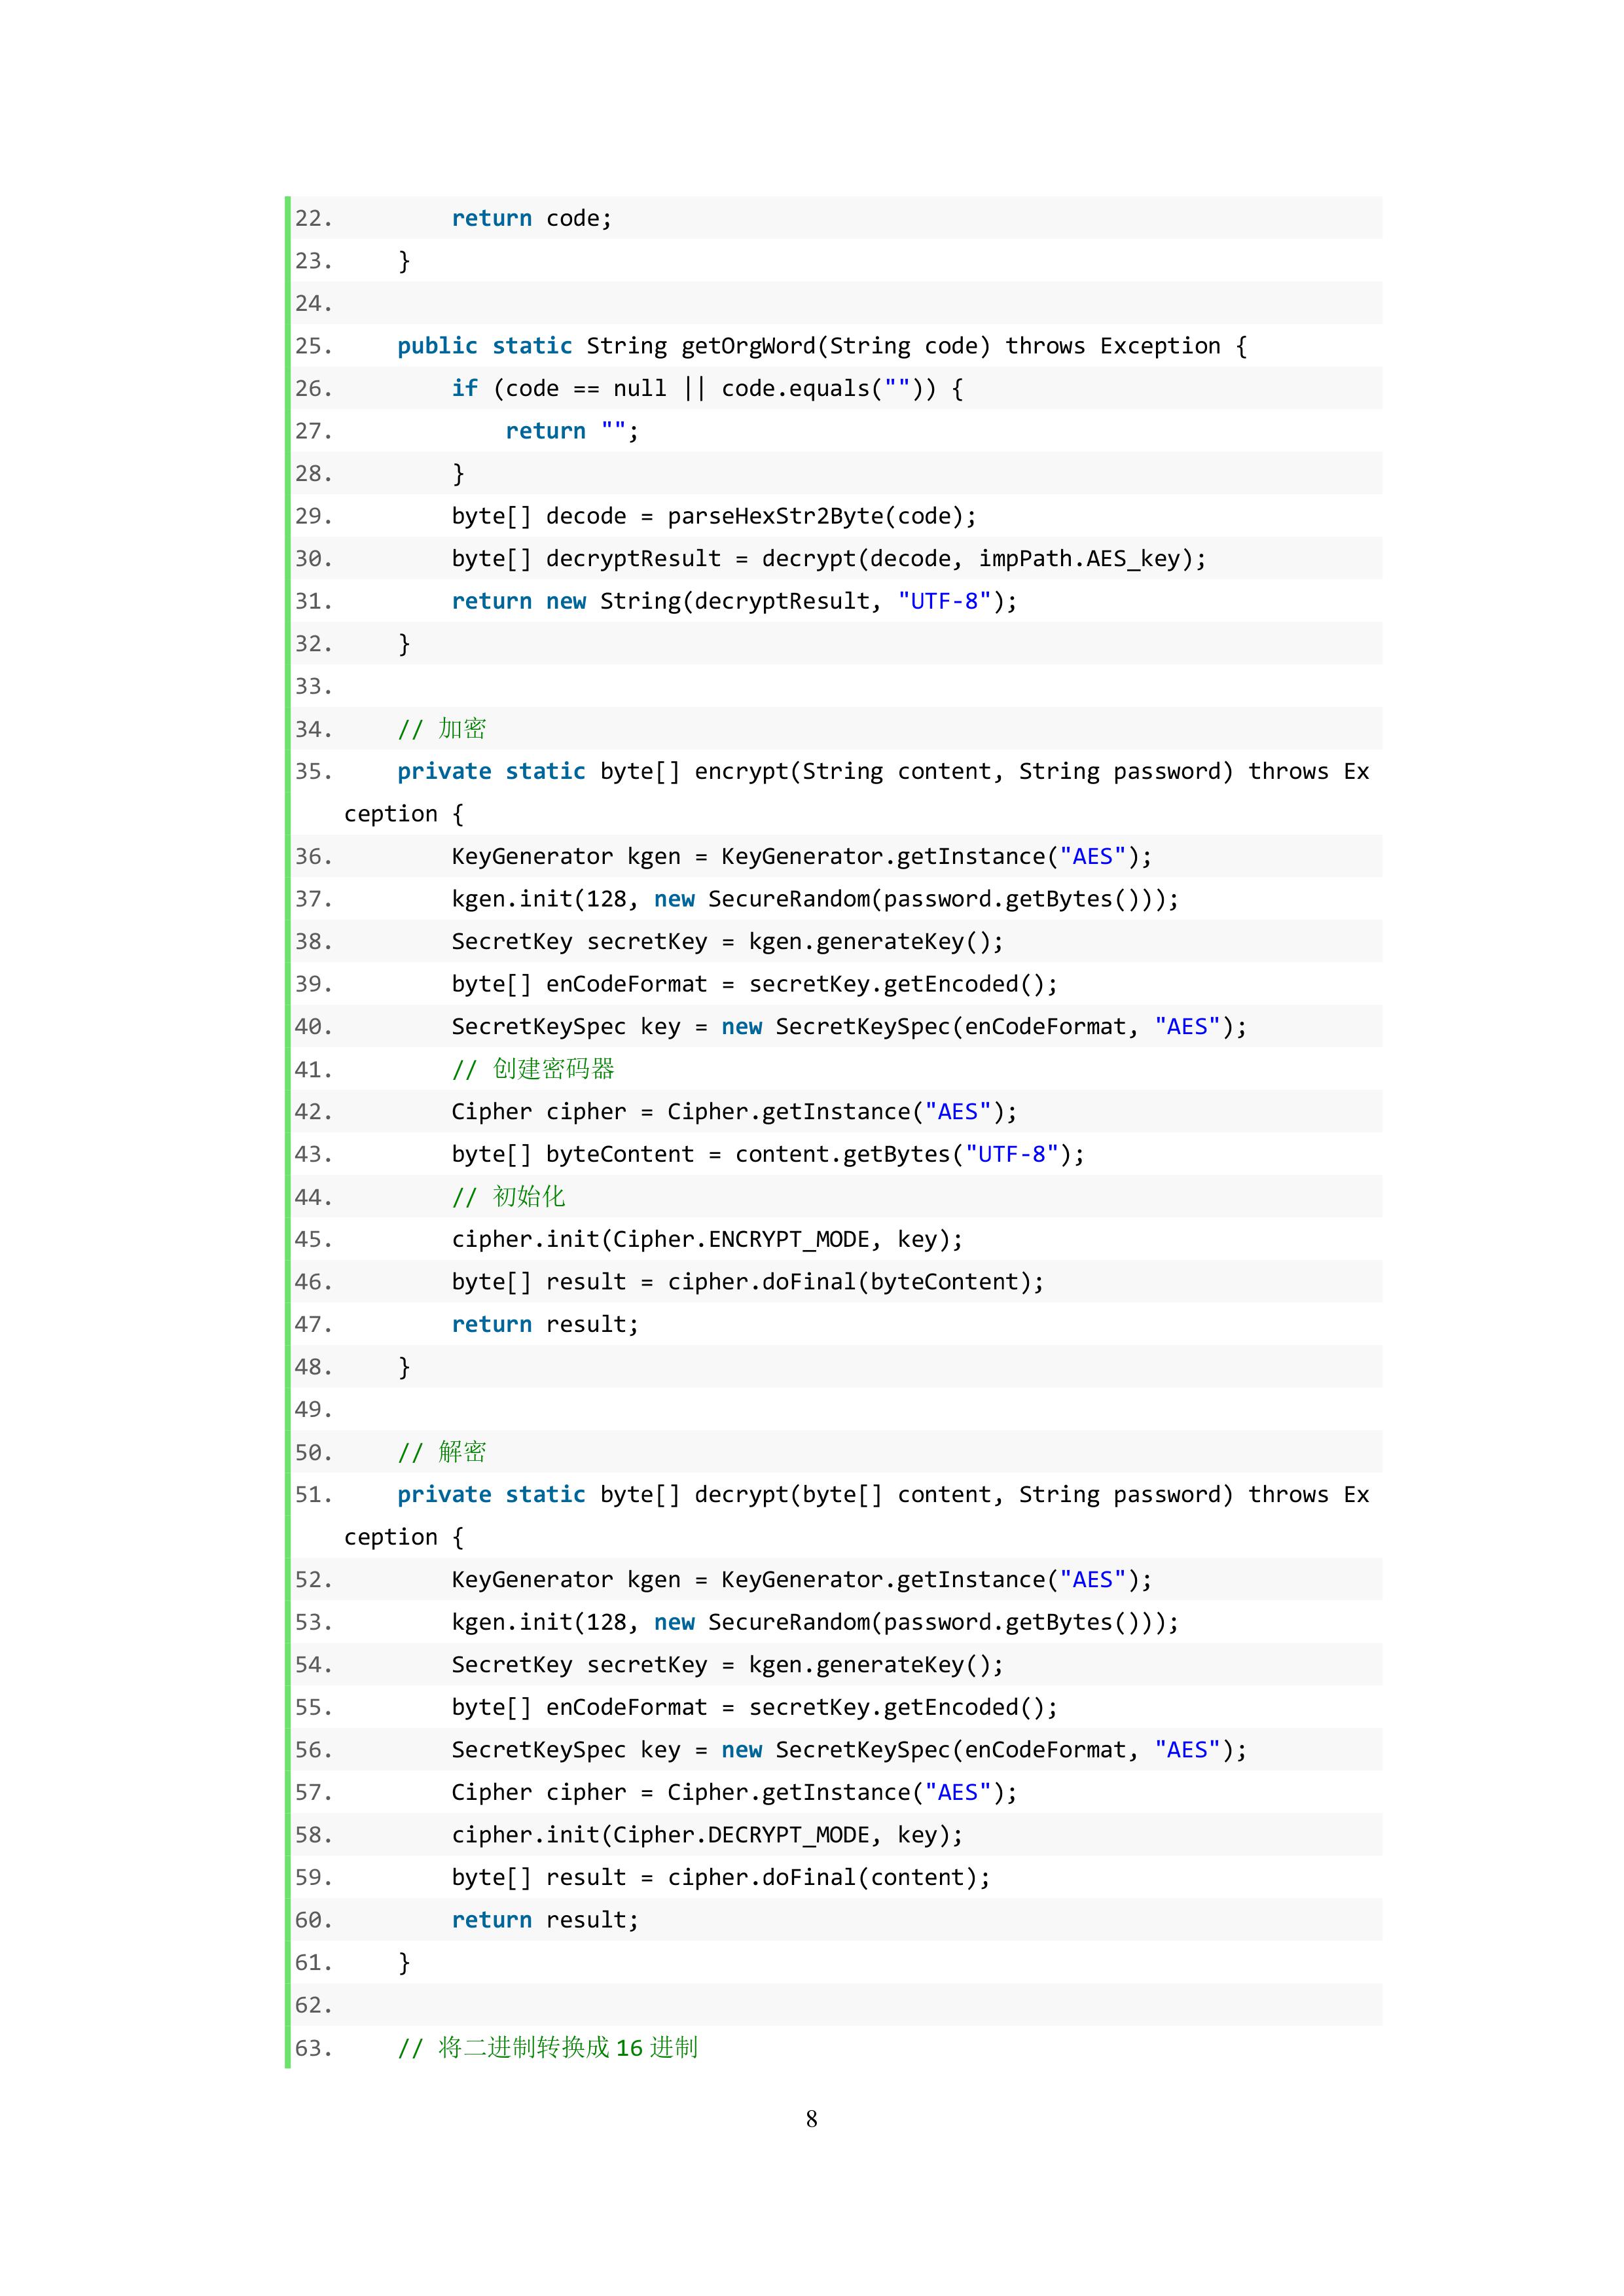 22.         return code;
23.     }
24.
25.     public static String getOrgWord(String code) throws Exception {
26.         if (code == null || code.equals("")) {
27.             return "";
28.         }
29.         byte[] decode = parseHexStr2Byte(code);
30.         byte[] decryptResult = decrypt(decode, impPath.AES_key);
31.         return new String(decryptResult, "UTF-8");
32.     }
33.
34.     // 加密
35.     private static byte[] encrypt(String content, String password) throws Ex
ception {
36.         KeyGenerator kgen = KeyGenerator.getInstance("AES");
37.         kgen.init(128, new SecureRandom(password.getBytes()));
38.         SecretKey secretKey = kgen.generateKey();
39.         byte[] enCodeFormat = secretKey.getEncoded();
40.         SecretKeySpec key = new SecretKeySpec(enCodeFormat, "AES");
41.         // 创建密码器
42.         Cipher cipher = Cipher.getInstance("AES");
43.         byte[] byteContent = content.getBytes("UTF-8");
44.         // 初始化
45.         cipher.init(Cipher.ENCRYPT_MODE, key);
46.         byte[] result = cipher.doFinal(byteContent);
47.         return result;
48.     }
49.
50.     // 解密
51.     private static byte[] decrypt(byte[] content, String password) throws Ex
ception {
52.         KeyGenerator kgen = KeyGenerator.getInstance("AES");
53.         kgen.init(128, new SecureRandom(password.getBytes()));
54.         SecretKey secretKey = kgen.generateKey();
55.         byte[] enCodeFormat = secretKey.getEncoded();
56.         SecretKeySpec key = new SecretKeySpec(enCodeFormat, "AES");
57.         Cipher cipher = Cipher.getInstance("AES");
58.         cipher.init(Cipher.DECRYPT_MODE, key);
59.         byte[] result = cipher.doFinal(content);
60.         return result;
61.     }
62.
63.     // 将二进制转换成 16 进制
8